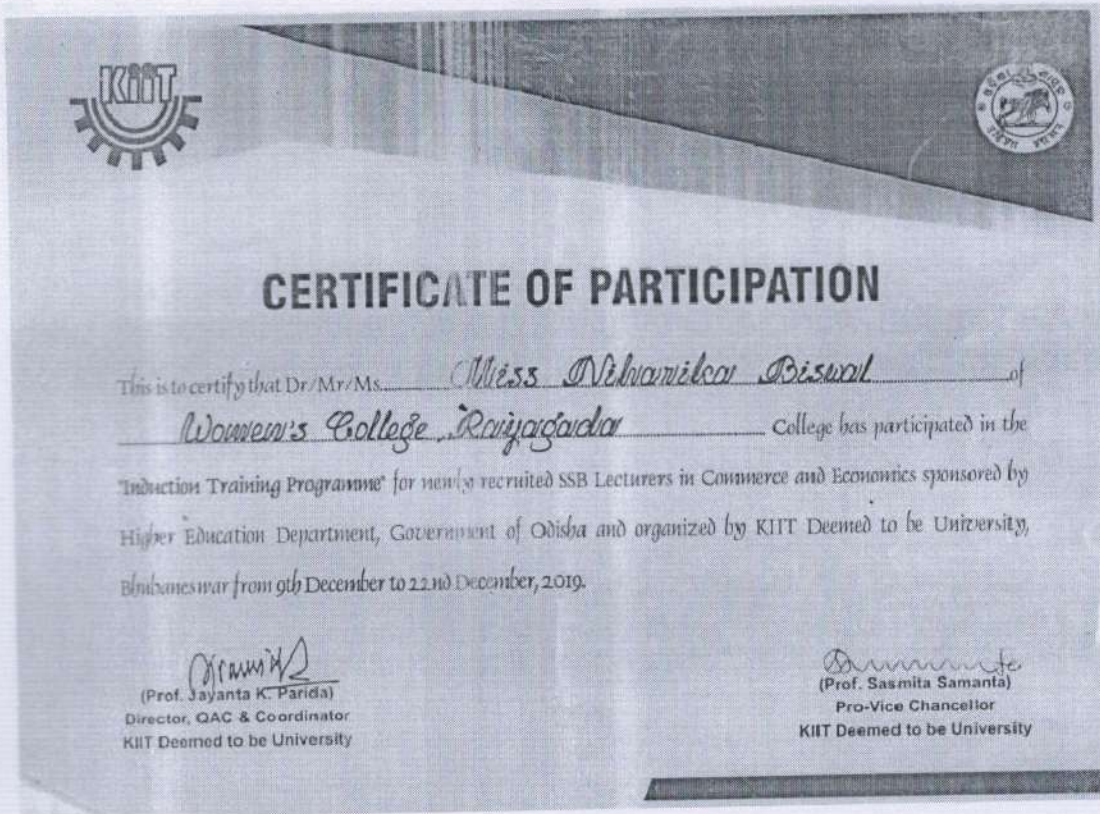 KiiT
CERTIFICATE OF PARTICIPATION
This is to certify that Dr/Mr/Ms. Miss Niharika Biswal of
Women's College, Rayagada College has participated in the
"Induction Training Programme" for newly recruited SSB Lecturers in Commerce and Economics sponsored by
Higher Education Department, Government of Odisha and organized by KIIT Deemed to be University,
Bhubaneswar from 9th December to 22nd December, 2019.
(Prof. Jayanta K. Parida)
Director, QAC & Coordinator
KIIT Deemed to be University
(Prof. Sasmita Samanta)
Pro-Vice Chancellor
KIIT Deemed to be University